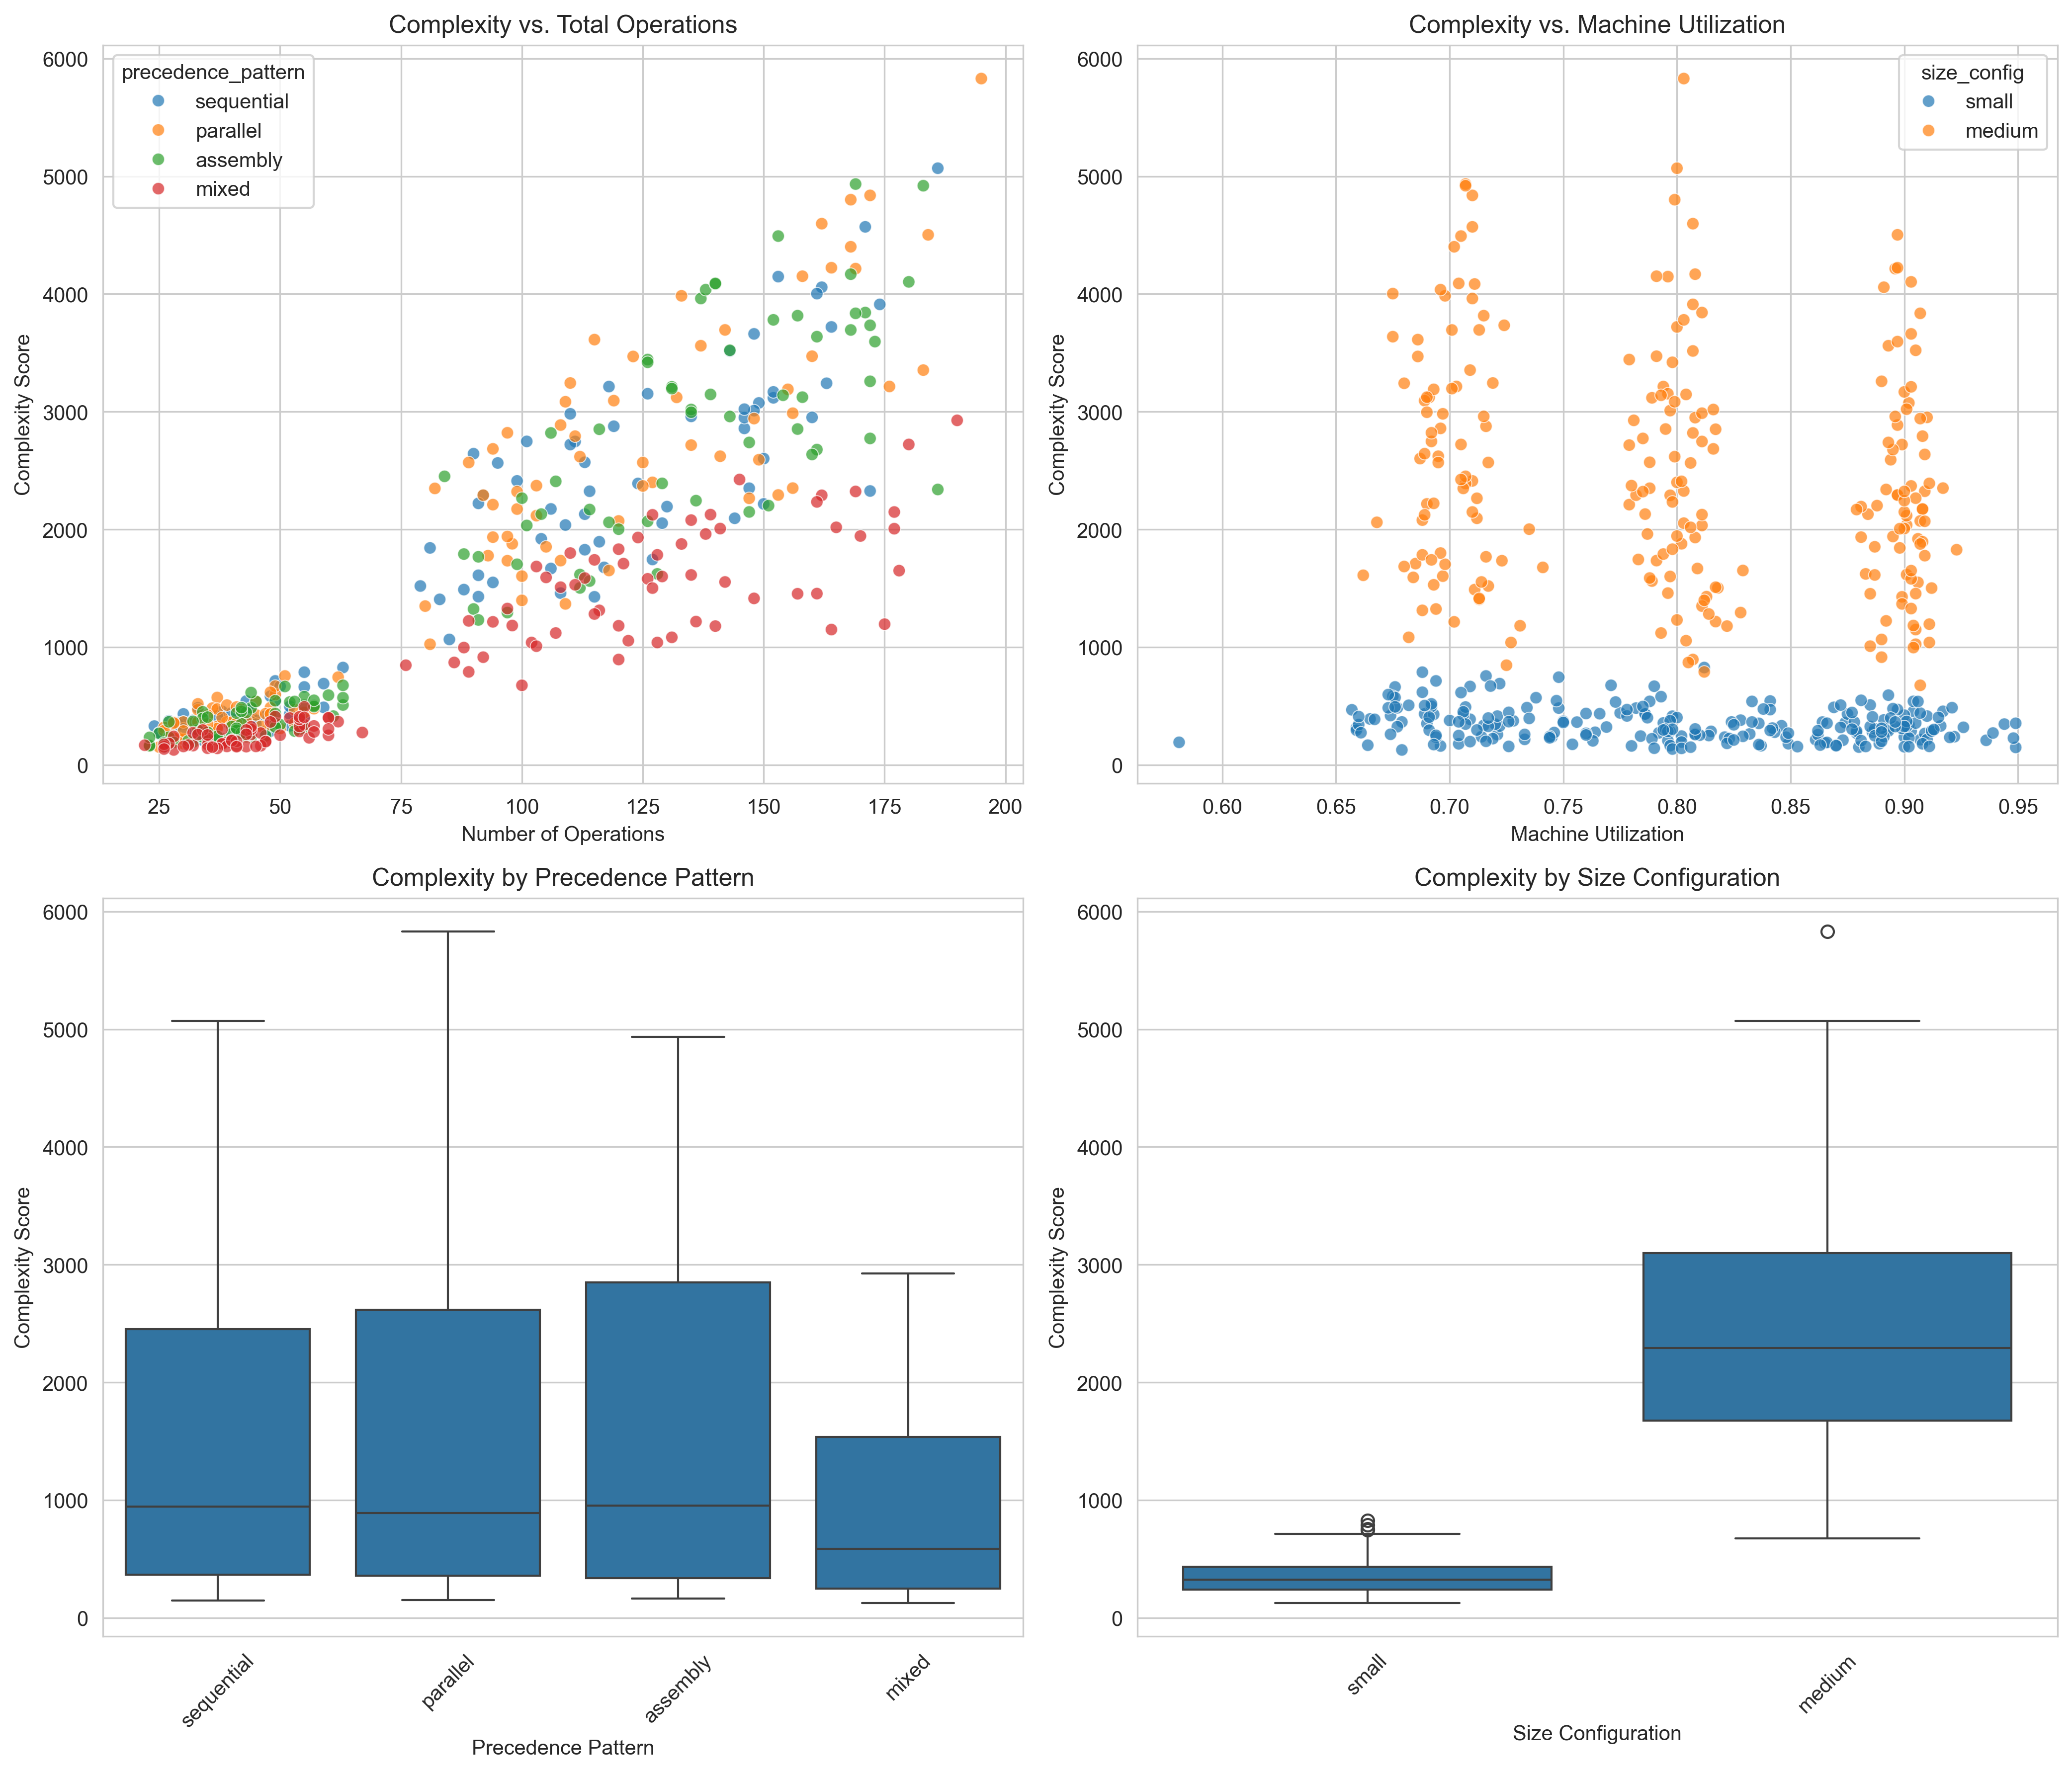 Complexity vs. Total Operations
precedence_pattern
sequential
parallel
assembly
mixed
6000
5000
4000
3000
2000
1000
0
Complexity Score
25 50 75 100 125 150 175 200
Number of Operations
Complexity vs. Machine Utilization
size_config
small
medium
6000
5000
4000
3000
2000
1000
0
Complexity Score
0.60 0.65 0.70 0.75 0.80 0.85 0.90 0.95
Machine Utilization
Complexity by Precedence Pattern
6000
5000
4000
3000
2000
1000
0
Complexity Score
sequential parallel assembly mixed
Precedence Pattern
Complexity by Size Configuration
6000
5000
4000
3000
2000
1000
0
Complexity Score
small medium
Size Configuration